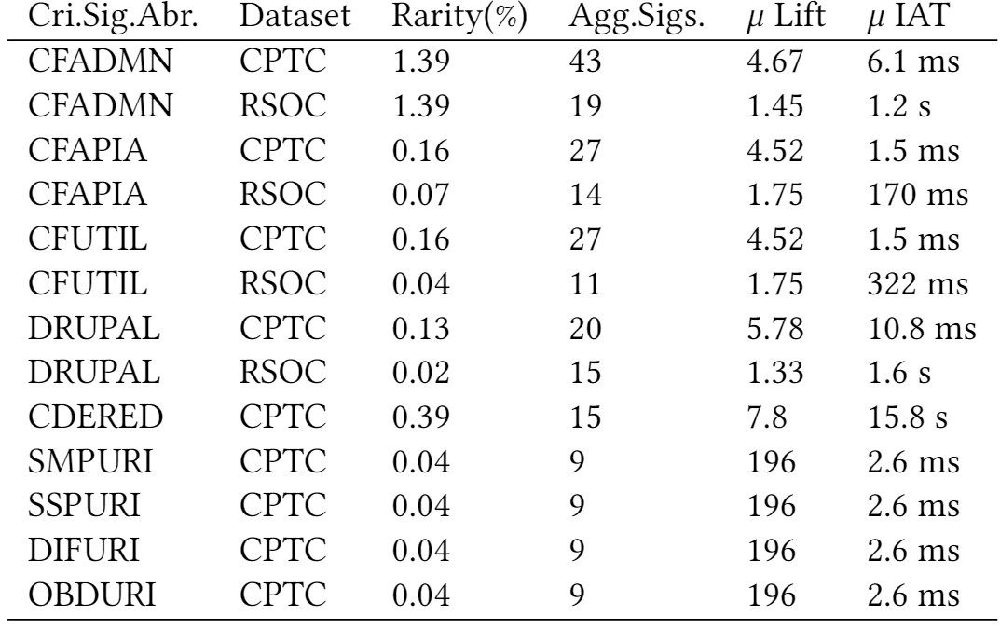 Cri.Sig.Abr. Dataset Rarity(%) Agg.Sigs. μ Lift μ IAT
CFADMN CPTC 1.39 43 4.67 6.1 ms
CFADMN RSOC 1.39 19 1.45 1.2 s
CFAPIA CPTC 0.16 27 4.52 1.5 ms
CFAPIA RSOC 0.07 14 1.75 170 ms
CFUTIL CPTC 0.16 27 4.52 1.5 ms
CFUTIL RSOC 0.04 11 1.75 322 ms
DRUPAL CPTC 0.13 20 5.78 10.8 ms
DRUPAL RSOC 0.02 15 1.33 1.6 s
CDERED CPTC 0.39 15 7.8 15.8 s
SMPURI CPTC 0.04 9 196 2.6 ms
SSPURI CPTC 0.04 9 196 2.6 ms
DIFURI CPTC 0.04 9 196 2.6 ms
OBDURI CPTC 0.04 9 196 2.6 ms